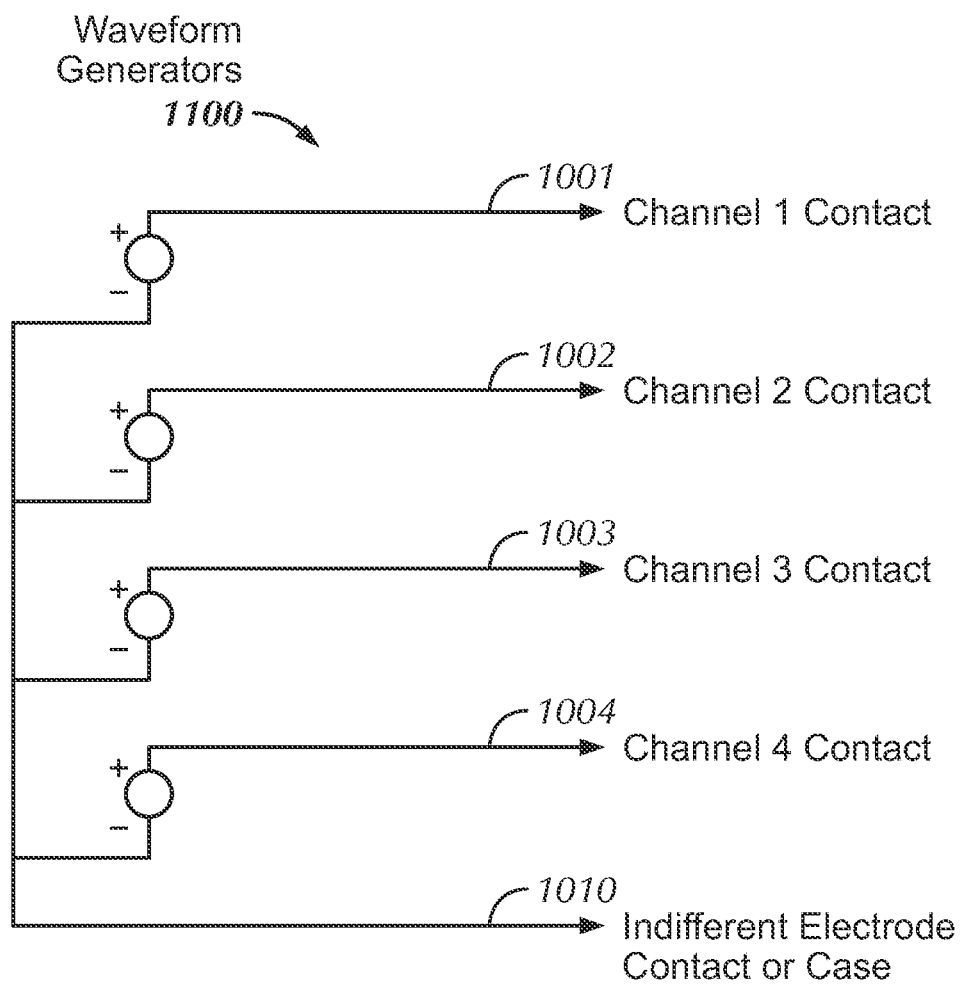 Waveform
Generators
1100
1001
Channel 1 Contact
+
−
1002
Channel 2 Contact
+
−
1003
Channel 3 Contact
+
−
1004
Channel 4 Contact
+
−
1010
Indifferent Electrode
Contact or Case